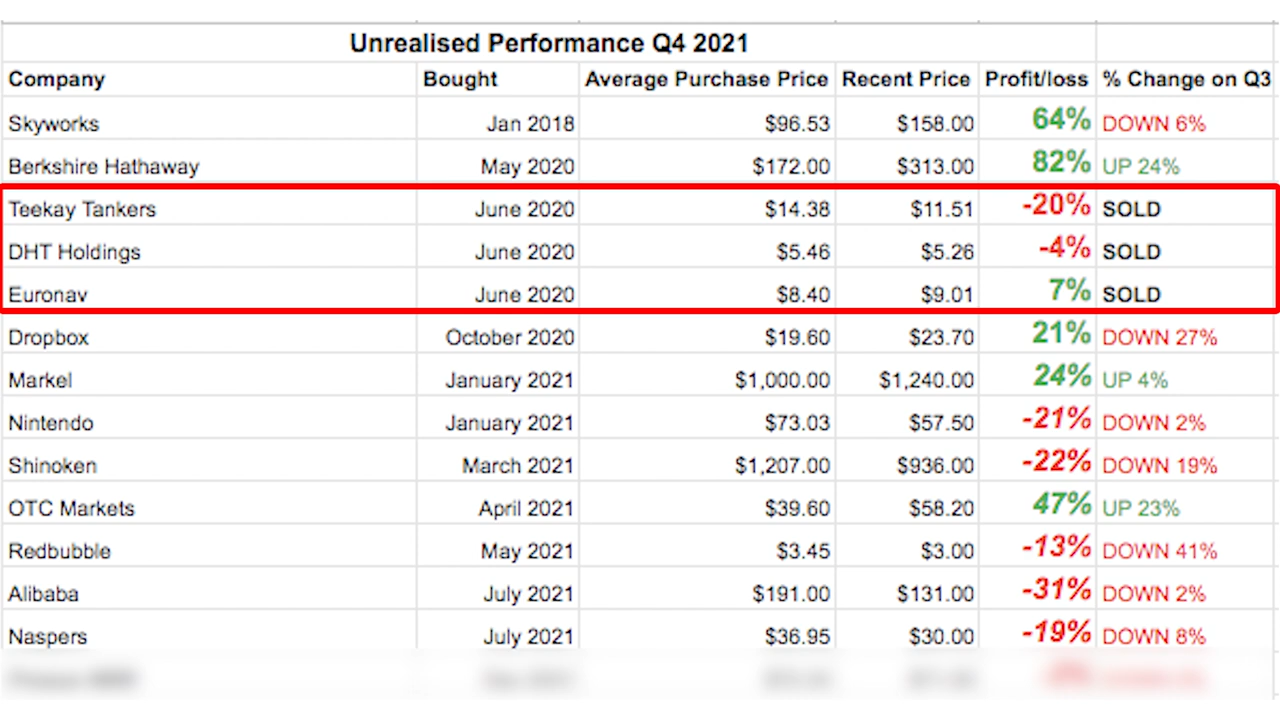 Unrealised Performance Q4 2021
Company Bought Average Purchase Price Recent Price Profit/loss % Change on Q3
Skyworks Jan 2018 $96.53 $158.00 64% DOWN 6%
Berkshire Hathaway May 2020 $172.00 $313.00 82% UP 24%
Teekay Tankers June 2020 $14.38 $11.51 -20% SOLD
DHT Holdings June 2020 $5.46 $5.26 -4% SOLD
Euronav June 2020 $8.40 $9.01 7% SOLD
Dropbox October 2020 $19.60 $23.70 21% DOWN 27%
Markel January 2021 $1,000.00 $1,240.00 24% UP 4%
Nintendo January 2021 $73.03 $57.50 -21% DOWN 2%
Shinoken March 2021 $1,207.00 $936.00 -22% DOWN 19%
OTC Markets April 2021 $39.60 $58.20 47% UP 23%
Redbubble May 2021 $3.45 $3.00 -13% DOWN 41%
Alibaba July 2021 $191.00 $131.00 -31% DOWN 2%
Naspers July 2021 $36.95 $30.00 -19% DOWN 8%